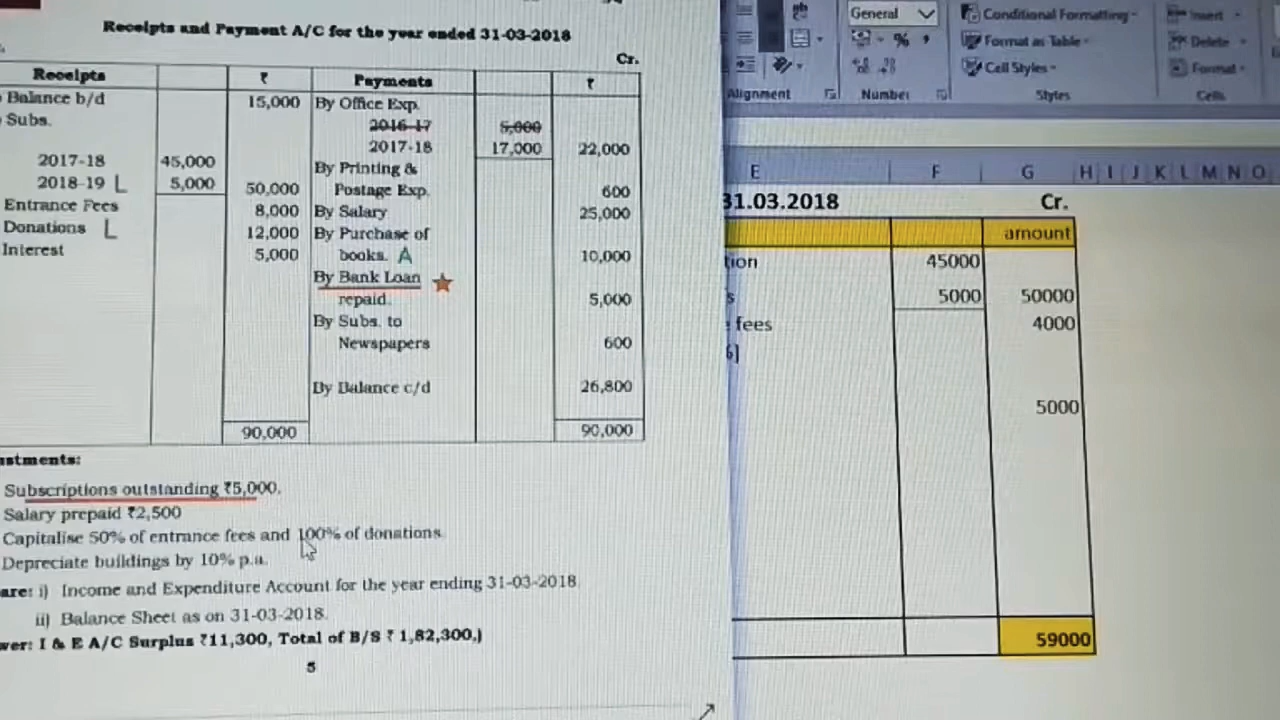 Receipts and Payment A/C for the year ended 31-03-2018
Cr.
Receipts ₹ Payments ₹
Balance b/d 15,000 By Office Exp.
Subs. 2016-17 5,000
2017-18 17,000 22,000
2017-18 45,000 By Printing &
2018-19 L 5,000 50,000 Postage Exp. 600
Entrance Fees 8,000 By Salary 25,000
Donations L 12,000 By Purchase of
Interest 5,000 books. A 10,000
By Bank Loan
repaid. 5,000
By Subs. to
Newspapers 600
By Balance c/d 26,800
90,000 90,000
stments:
Subscriptions outstanding ₹5,000.
Salary prepaid ₹2,500
Capitalise 50% of entrance fees and 100% of donations.
Depreciate buildings by 10% p.a.
are: i) Income and Expenditure Account for the year ending 31-03-2018
ii) Balance Sheet as on 31-03-2018.
wer: I & E A/C Surplus ₹11,300, Total of B/S ₹ 1,82,300.)
5
General Conditional Formatting Insert
% , Format as Table Delete
Cell Styles Format
Alignment Number Styles Cells
E F G H I J K L M N O
31.03.2018 Cr.
amount
tion 45000
s 5000 50000
fees 4000
%]
5000
59000